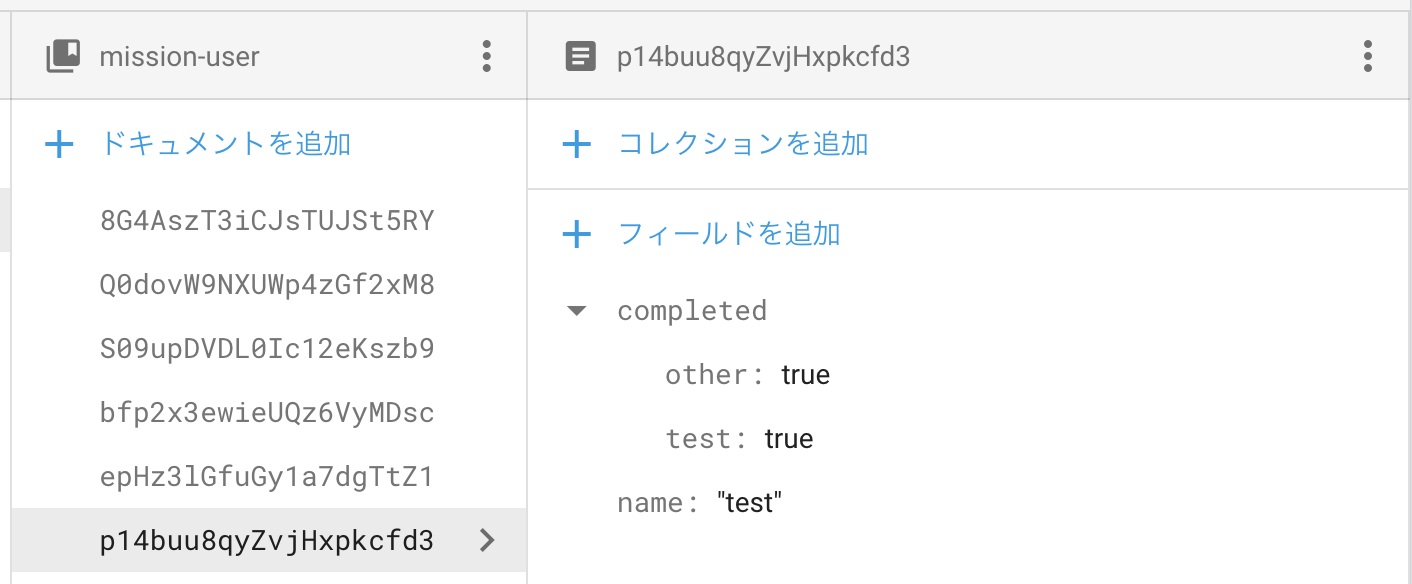 mission-user
ドキュメントを追加
8G4AszT3iCJsTUJSt5RY
Q0dovW9NXUWp4zGf2xM8
S09upDVDL0Ic12eKszb9
bfp2x3ewieUQz6VyMDsc
epHz3lGfuGy1a7dgTtZ1
p14buu8qyZvjHxpkcfd3
p14buu8qyZvjHxpkcfd3
コレクションを追加
フィールドを追加
completed
other: true
test: true
name: "test"